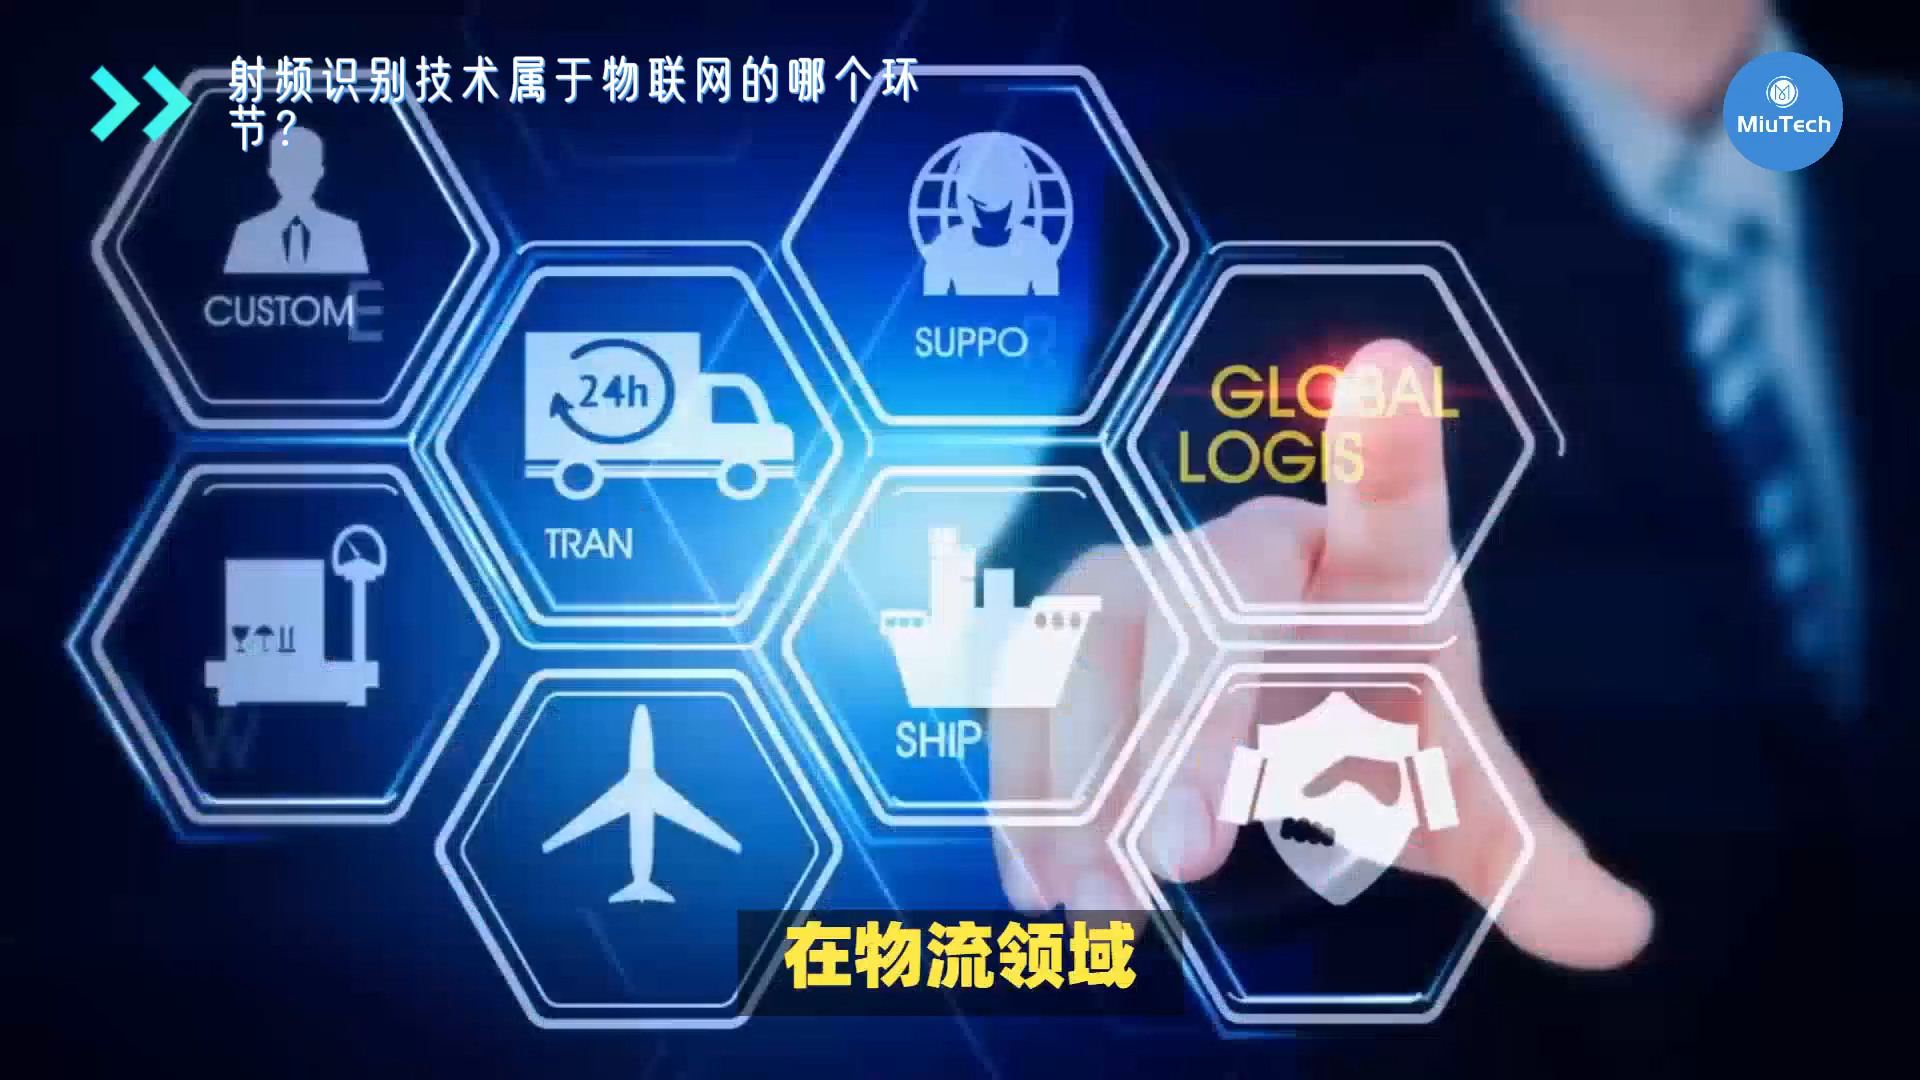 射频识别技术属于物联网的哪个环
节？
MiuTech
CUSTOME
SUPPO
24h
TRAN
GLOBAL
LOGIS
W
SHIP
在物流领域